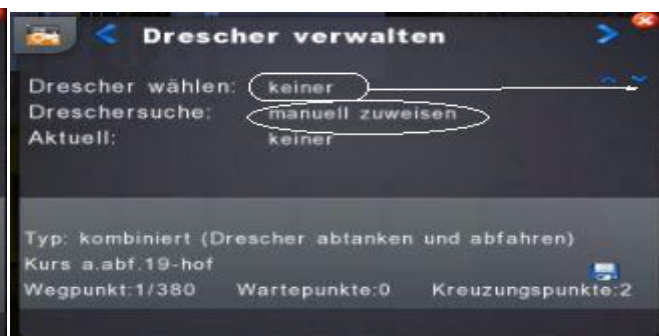 Drescher verwalten
Drescher wählen: keiner
Dreschersuche: manuell zuweisen
Aktuell: keiner
Typ: kombiniert (Drescher abtanken und abfahren)
Kurs a.abf.19-hof
Wegpunkt:1/380 Wartepunkte:0 Kreuzungspunkte:2